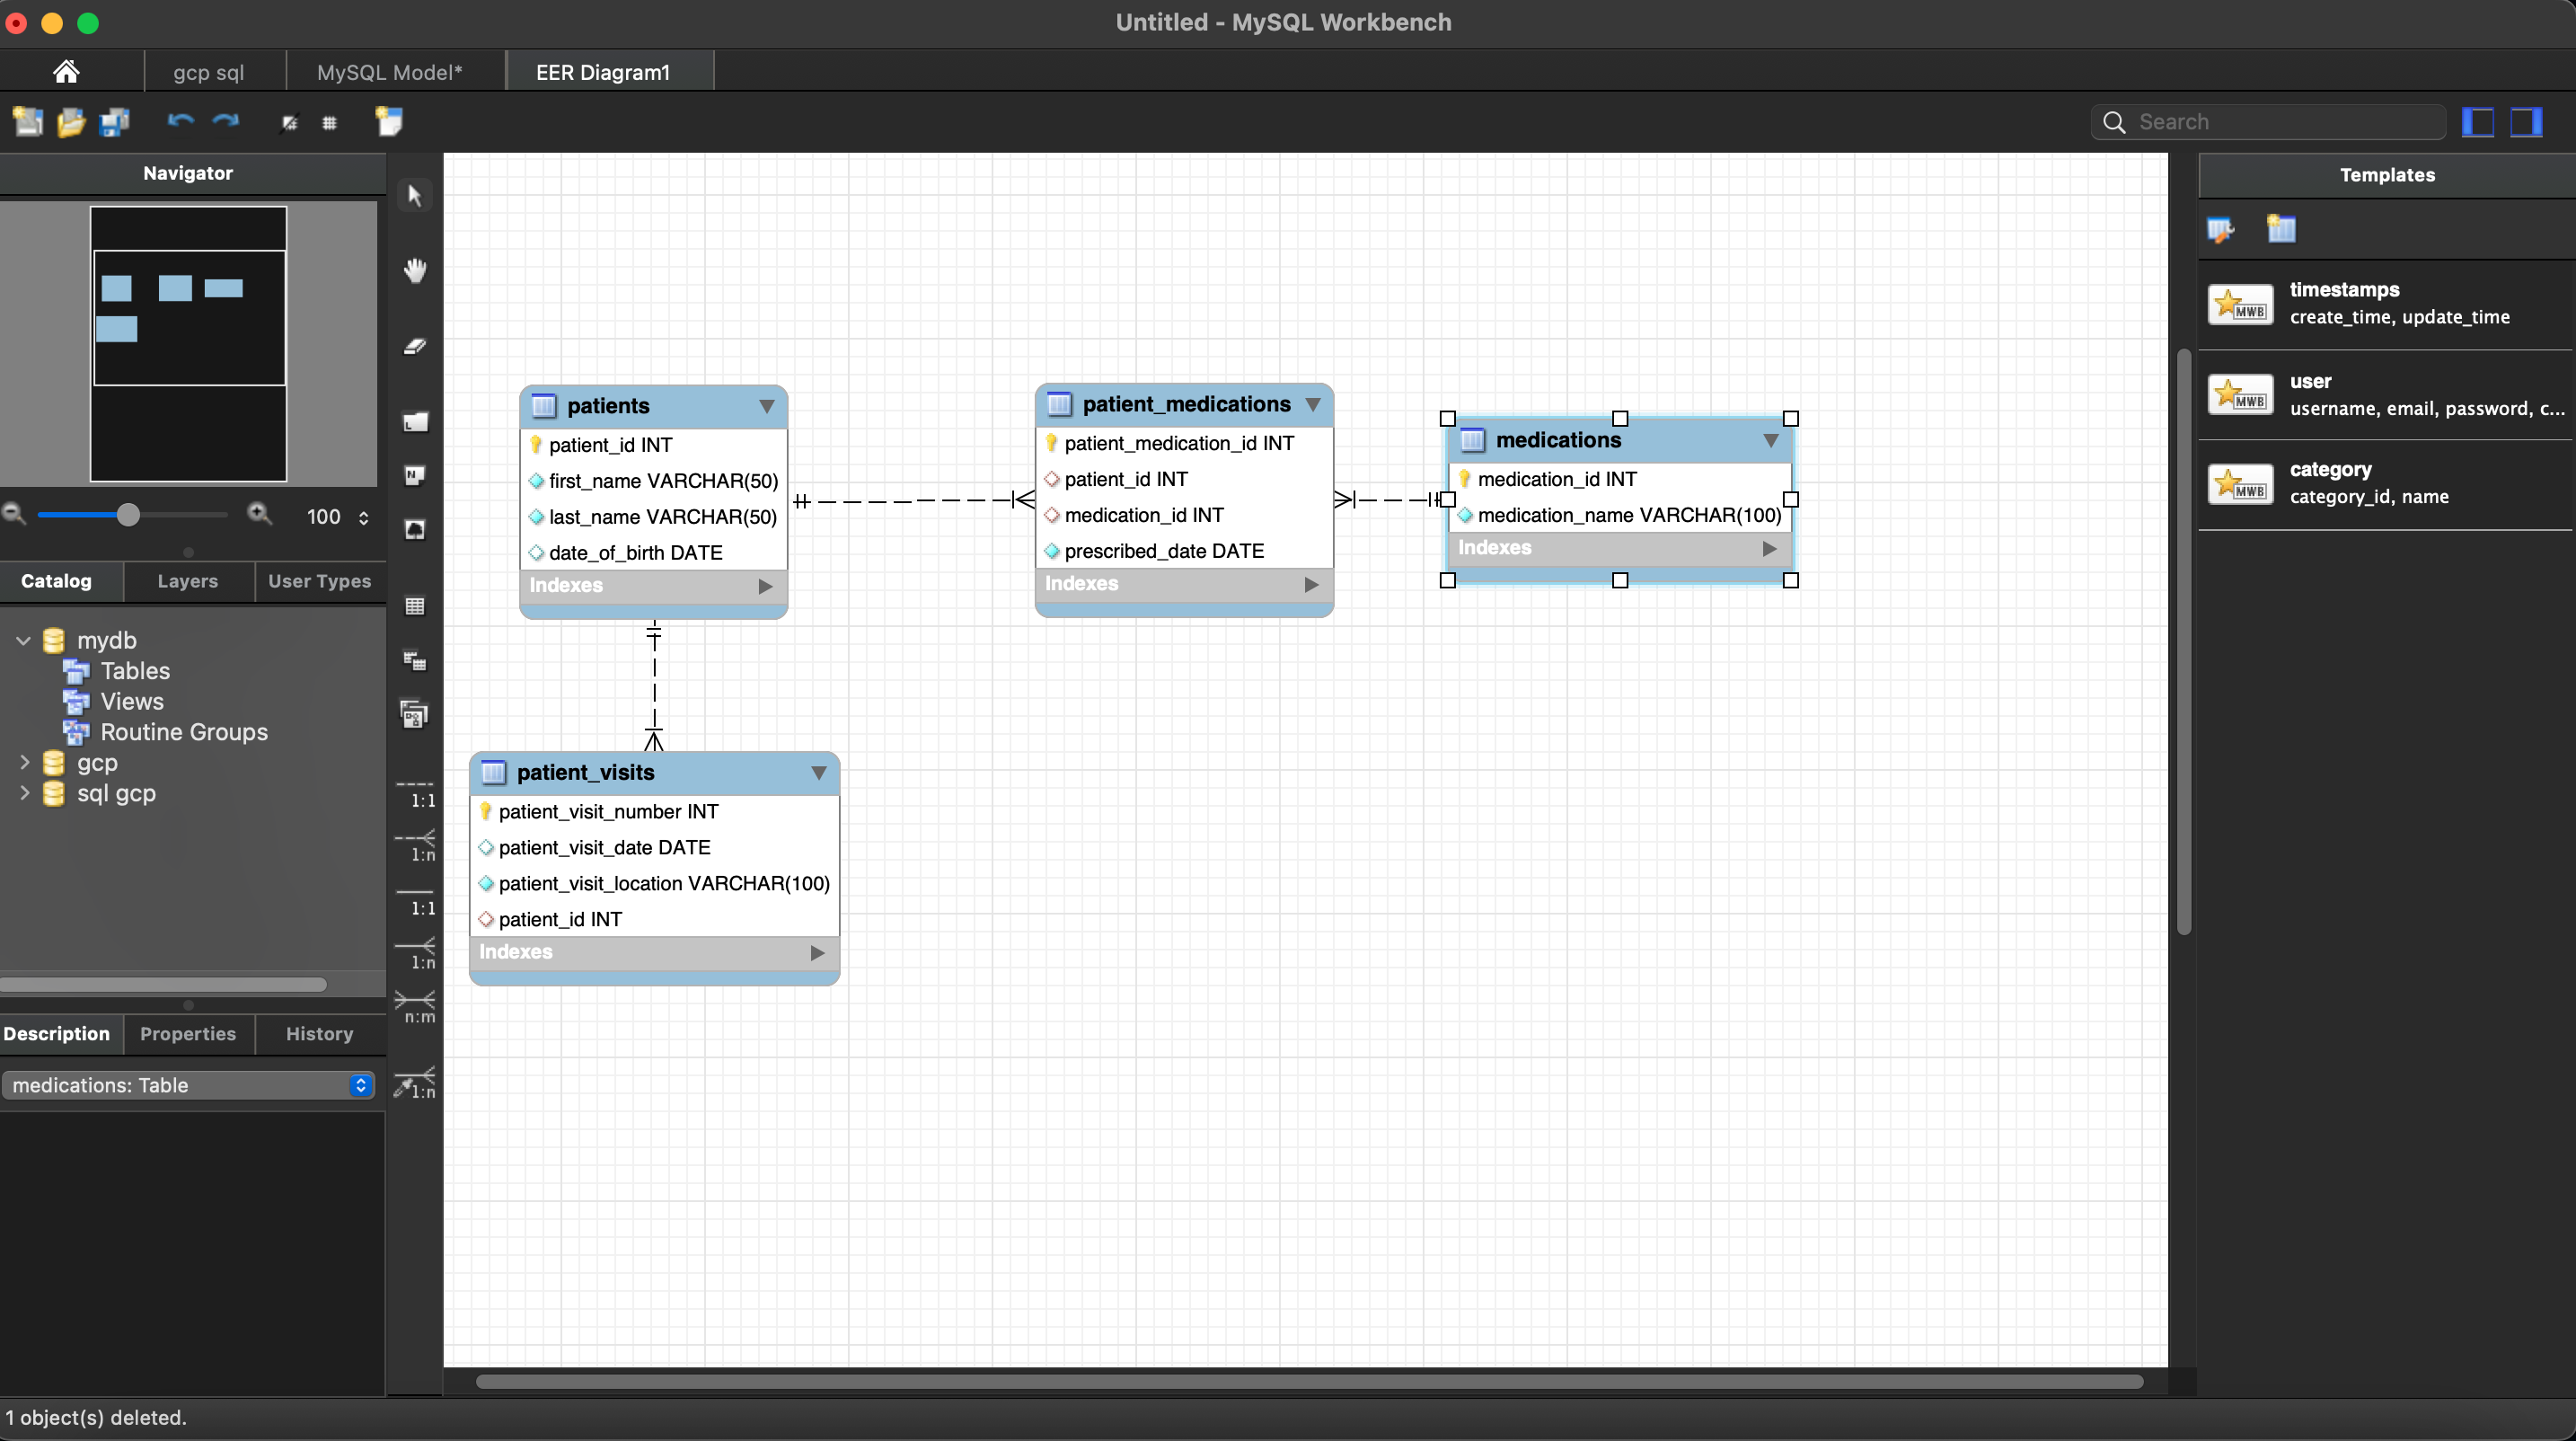 Untitled - MySQL Workbench
gcp sql
MySQL Model*
EER Diagram1
Search
Navigator
100
Catalog
Layers
User Types
mydb
Tables
Views
Routine Groups
gcp
sql gcp
Description
Properties
History
medications: Table
L
N
1:1
1:n
1:1
1:n
n:m
1:n
patients
patient_id INT
first_name VARCHAR(50)
last_name VARCHAR(50)
date_of_birth DATE
Indexes
patient_medications
patient_medication_id INT
patient_id INT
medication_id INT
prescribed_date DATE
Indexes
medications
medication_id INT
medication_name VARCHAR(100)
Indexes
patient_visits
patient_visit_number INT
patient_visit_date DATE
patient_visit_location VARCHAR(100)
patient_id INT
Indexes
Templates
MWB
timestamps
create_time, update_time
MWB
user
username, email, password, c...
MWB
category
category_id, name
1 object(s) deleted.